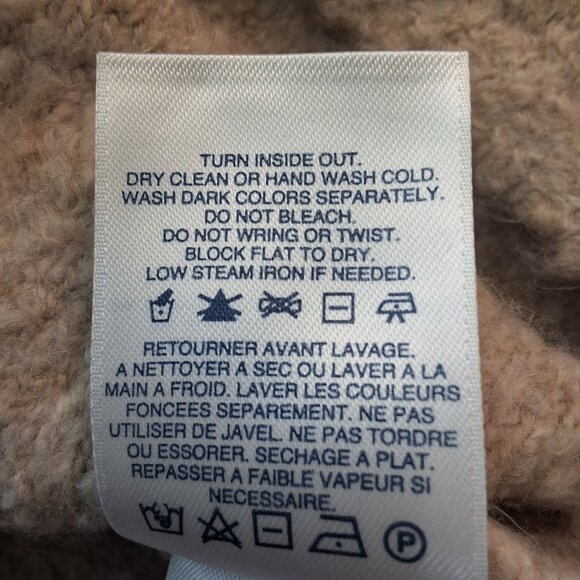 TURN INSIDE OUT.
DRY CLEAN OR HAND WASH COLD.
WASH DARK COLORS SEPARATELY.
DO NOT BLEACH.
DO NOT WRING OR TWIST.
BLOCK FLAT TO DRY.
LOW STEAM IRON IF NEEDED.
RETOURNER AVANT LAVAGE.
A NETTOYER A SEC OU LAVER A LA
MAIN A FROID. LAVER LES COULEURS
FONCEES SEPAREMENT. NE PAS
UTILISER DE JAVEL. NE PAS TORDRE
OU ESSORER. SECHAGE A PLAT.
REPASSER A FAIBLE VAPEUR SI
NECESSAIRE.
P